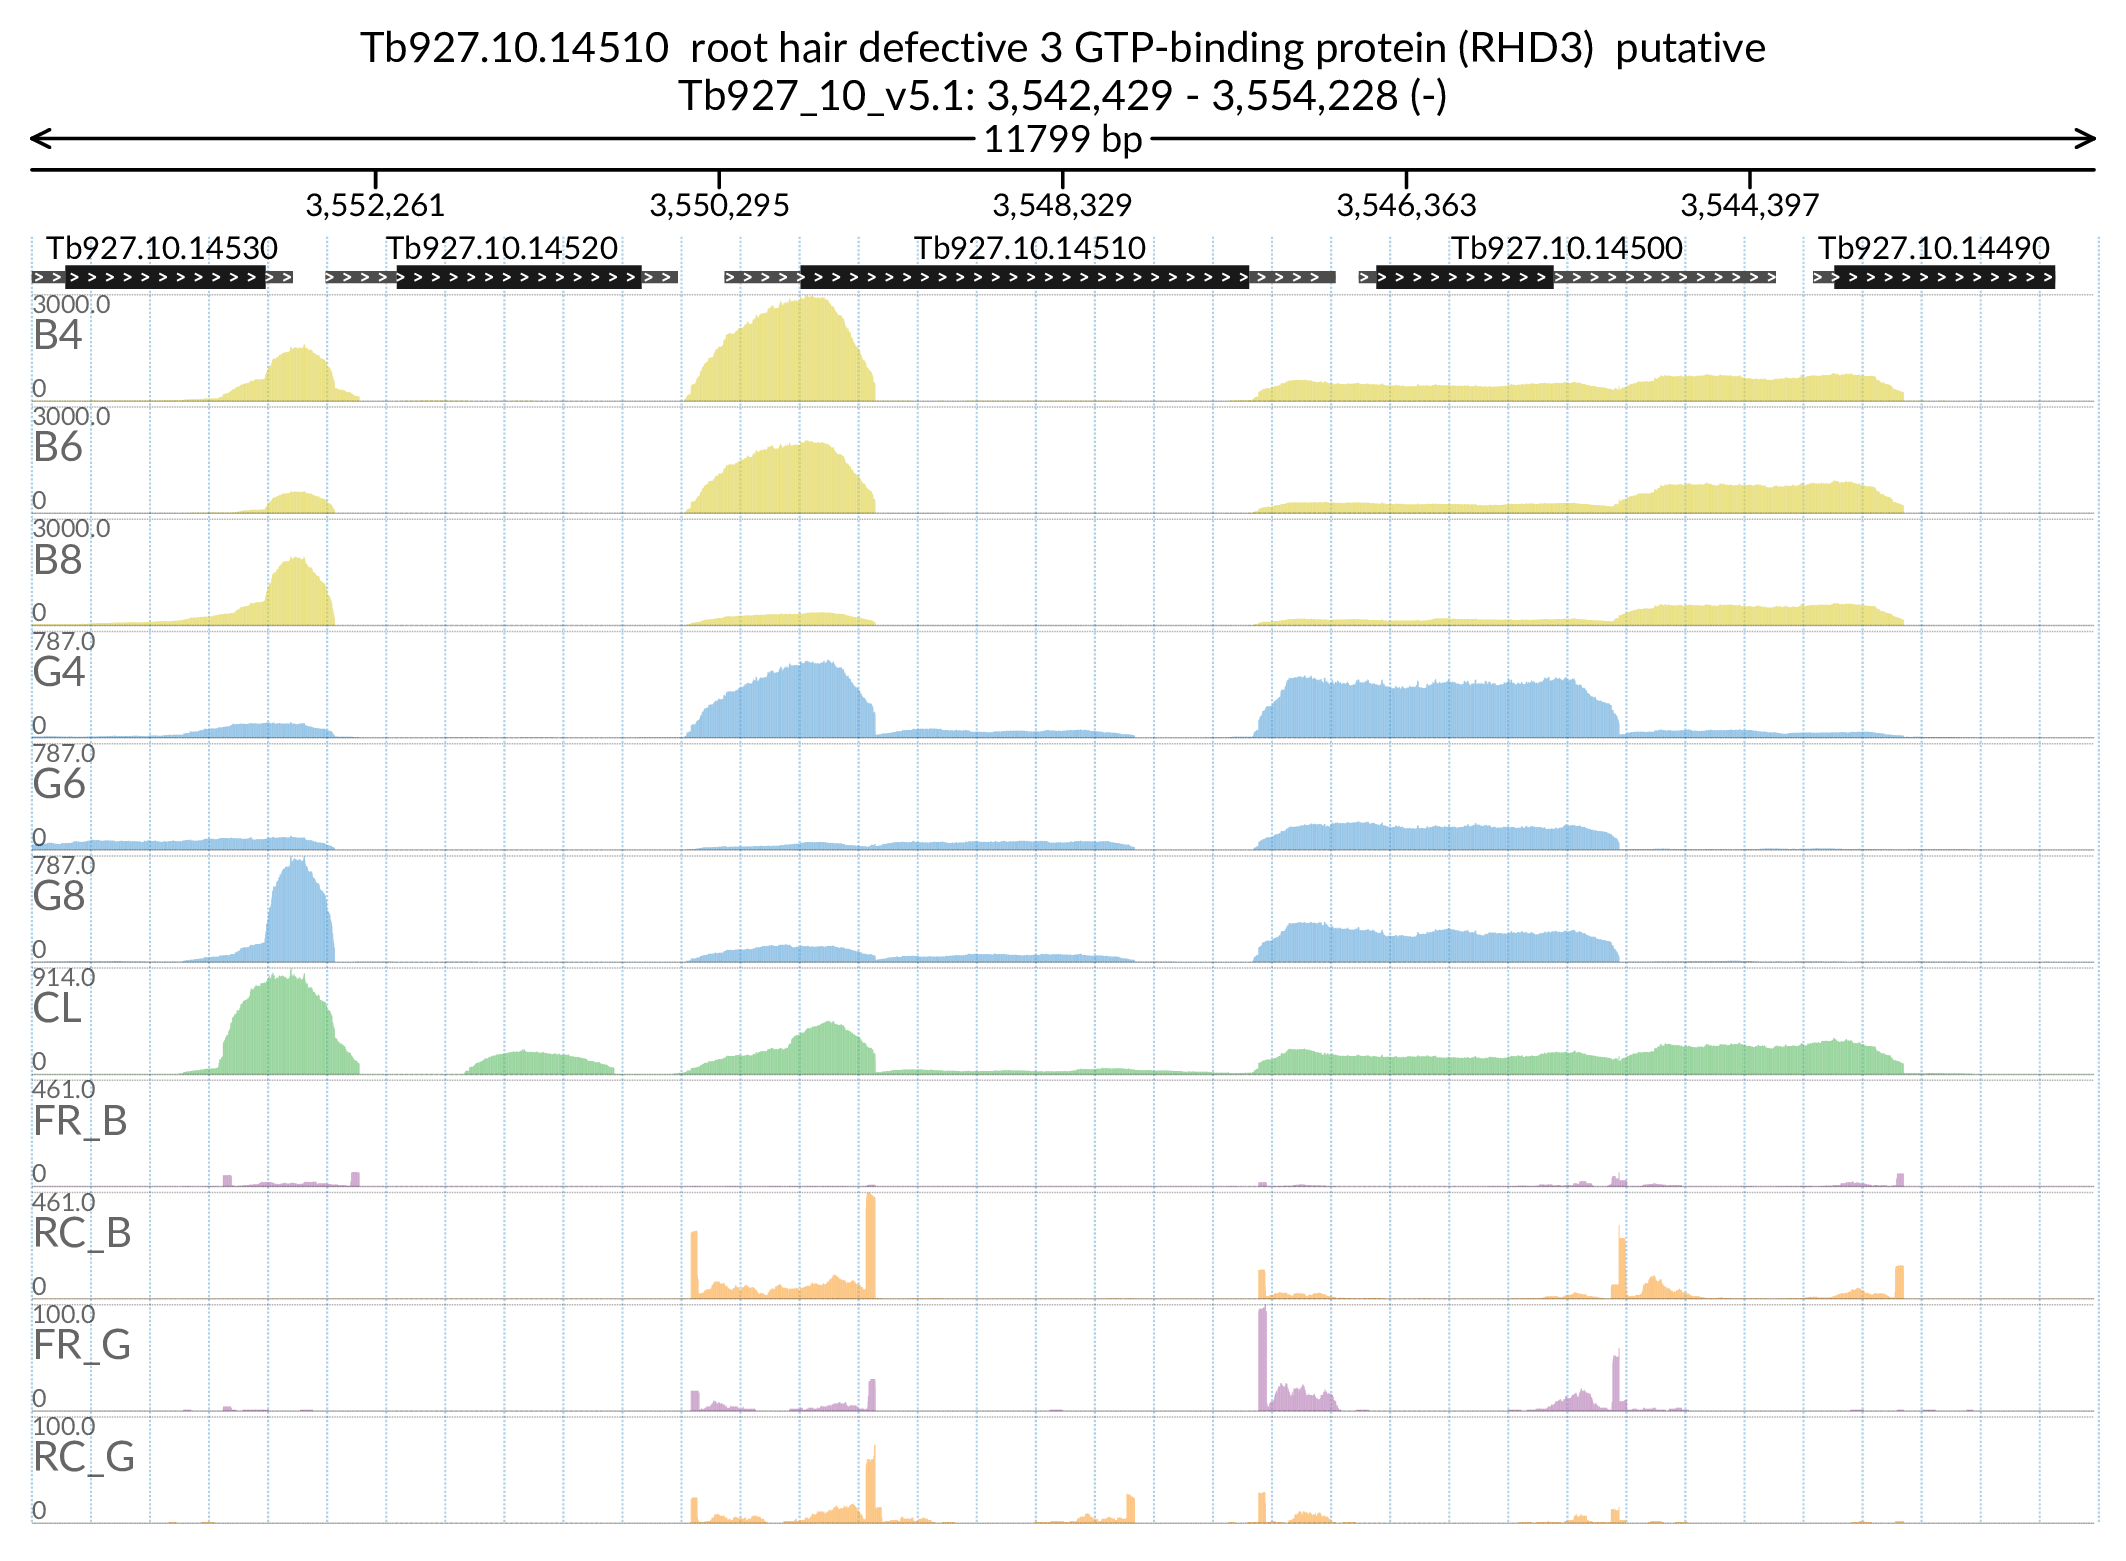 Tb927.10.14510  root hair defective 3 GTP-binding protein (RHD3)  putative
Tb927_10_v5.1: 3,542,429 - 3,554,228 (-)
11799 bp
3,552,261 3,550,295 3,548,329 3,546,363 3,544,397
Tb927.10.14530 Tb927.10.14520 Tb927.10.14510 Tb927.10.14500 Tb927.10.14490
3000.0
B4
0
3000.0
B6
0
3000.0
B8
0
787.0
G4
0
787.0
G6
0
787.0
G8
0
914.0
CL
0
461.0
FR_B
0
461.0
RC_B
0
100.0
FR_G
0
100.0
RC_G
0